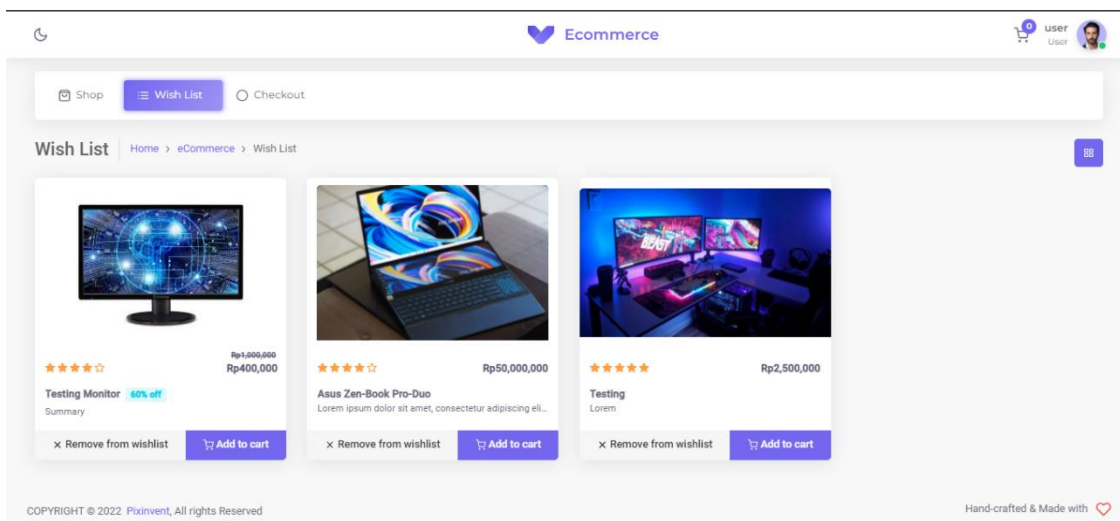 Ecommerce
0
user
User
Shop
Wish List
Checkout
Wish List
Home > eCommerce > Wish List
BEAST
Rp1,000,000
Rp400,000
Testing Monitor 60% off
Summary
× Remove from wishlist
Add to cart
Rp50,000,000
Asus Zen-Book Pro-Duo
Lorem ipsum dolor sit amet, consectetur adipiscing eli...
× Remove from wishlist
Add to cart
Rp2,500,000
Testing
Lorem
× Remove from wishlist
Add to cart
COPYRIGHT © 2022 Pixinvent, All rights Reserved
Hand-crafted & Made with